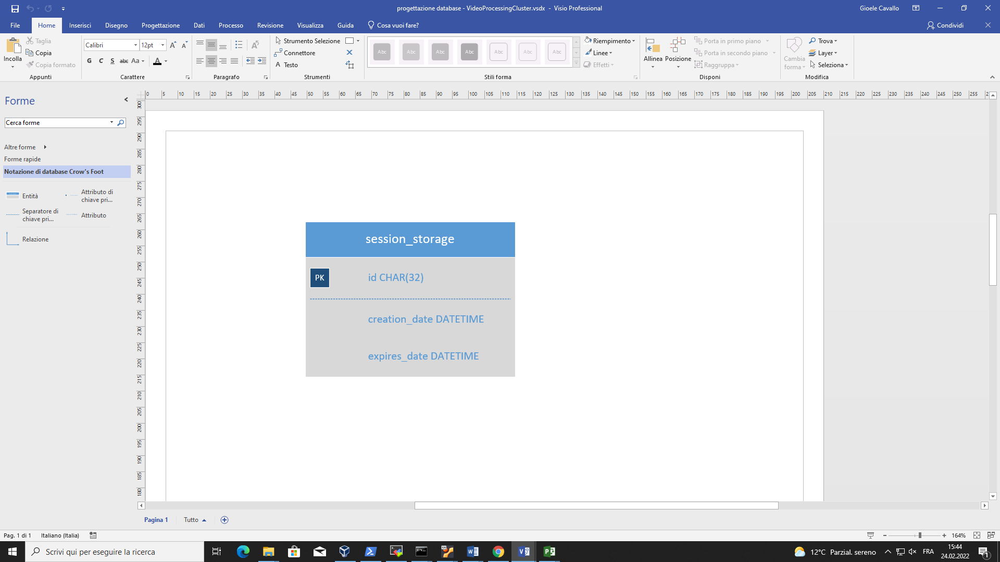 progettazione database - VideoProcessingCluster.vsdx - Visio Professional
Gioele Cavallo
File Home Inserisci Disegno Progettazione Dati Processo Revisione Visualizza Guida Cosa vuoi fare? Condividi
Incolla
Taglia
Copia
Copia formato
Appunti
Calibri 12pt
G C S abc Aa A
Carattere
Paragrafo
Strumento Selezione
Connettore
A Testo
Strumenti
Abc Abc Abc Abc Abc Abc Abc
Stili forma
Riempimento
Linee
Effetti
Allinea Posizione
Porta in primo piano
Porta in secondo piano
Raggruppa
Disponi
Cambia forma
Trova
Layer
Seleziona
Modifica
Forme
Cerca forme
Altre forme
Forme rapide
Notazione di database Crow's Foot
Entità
Attributo di chiave pri...
Separatore di chiave pri...
Attributo
Relazione
0 5 10 15 20 25 30 35 40 45 50 55 60 65 70 75 80 85 90 95 100 105 110 115 120 125 130 135 140 145 150 155 160 165 170 175 180 185 190 195 200 205 210 215 220 225 230 235 240 245 250 255
300 295 290 285 280 275 270 265 260 255 250 245 240 235 230 225 220 215 210 205 200 195 190 185 180
session_storage
PK id CHAR(32)
creation_date DATETIME
expires_date DATETIME
Pagina 1 Tutto
Pag. 1 di 1 Italiano (Italia) 164%
Scrivi qui per eseguire la ricerca
12°C Parzial. sereno
FRA
15:44
24.02.2022
1